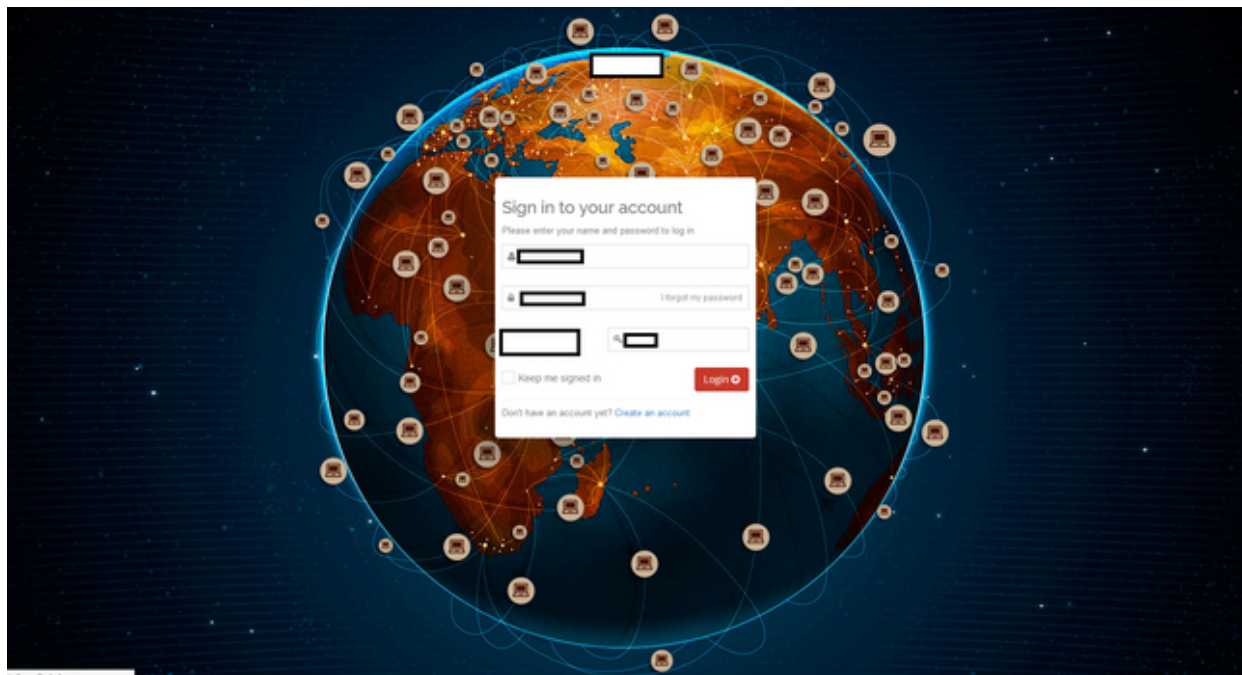 Sign in to your account
Please enter your name and password to log in.
I forgot my password
Keep me signed in
Login
Don't have an account yet? Create an account